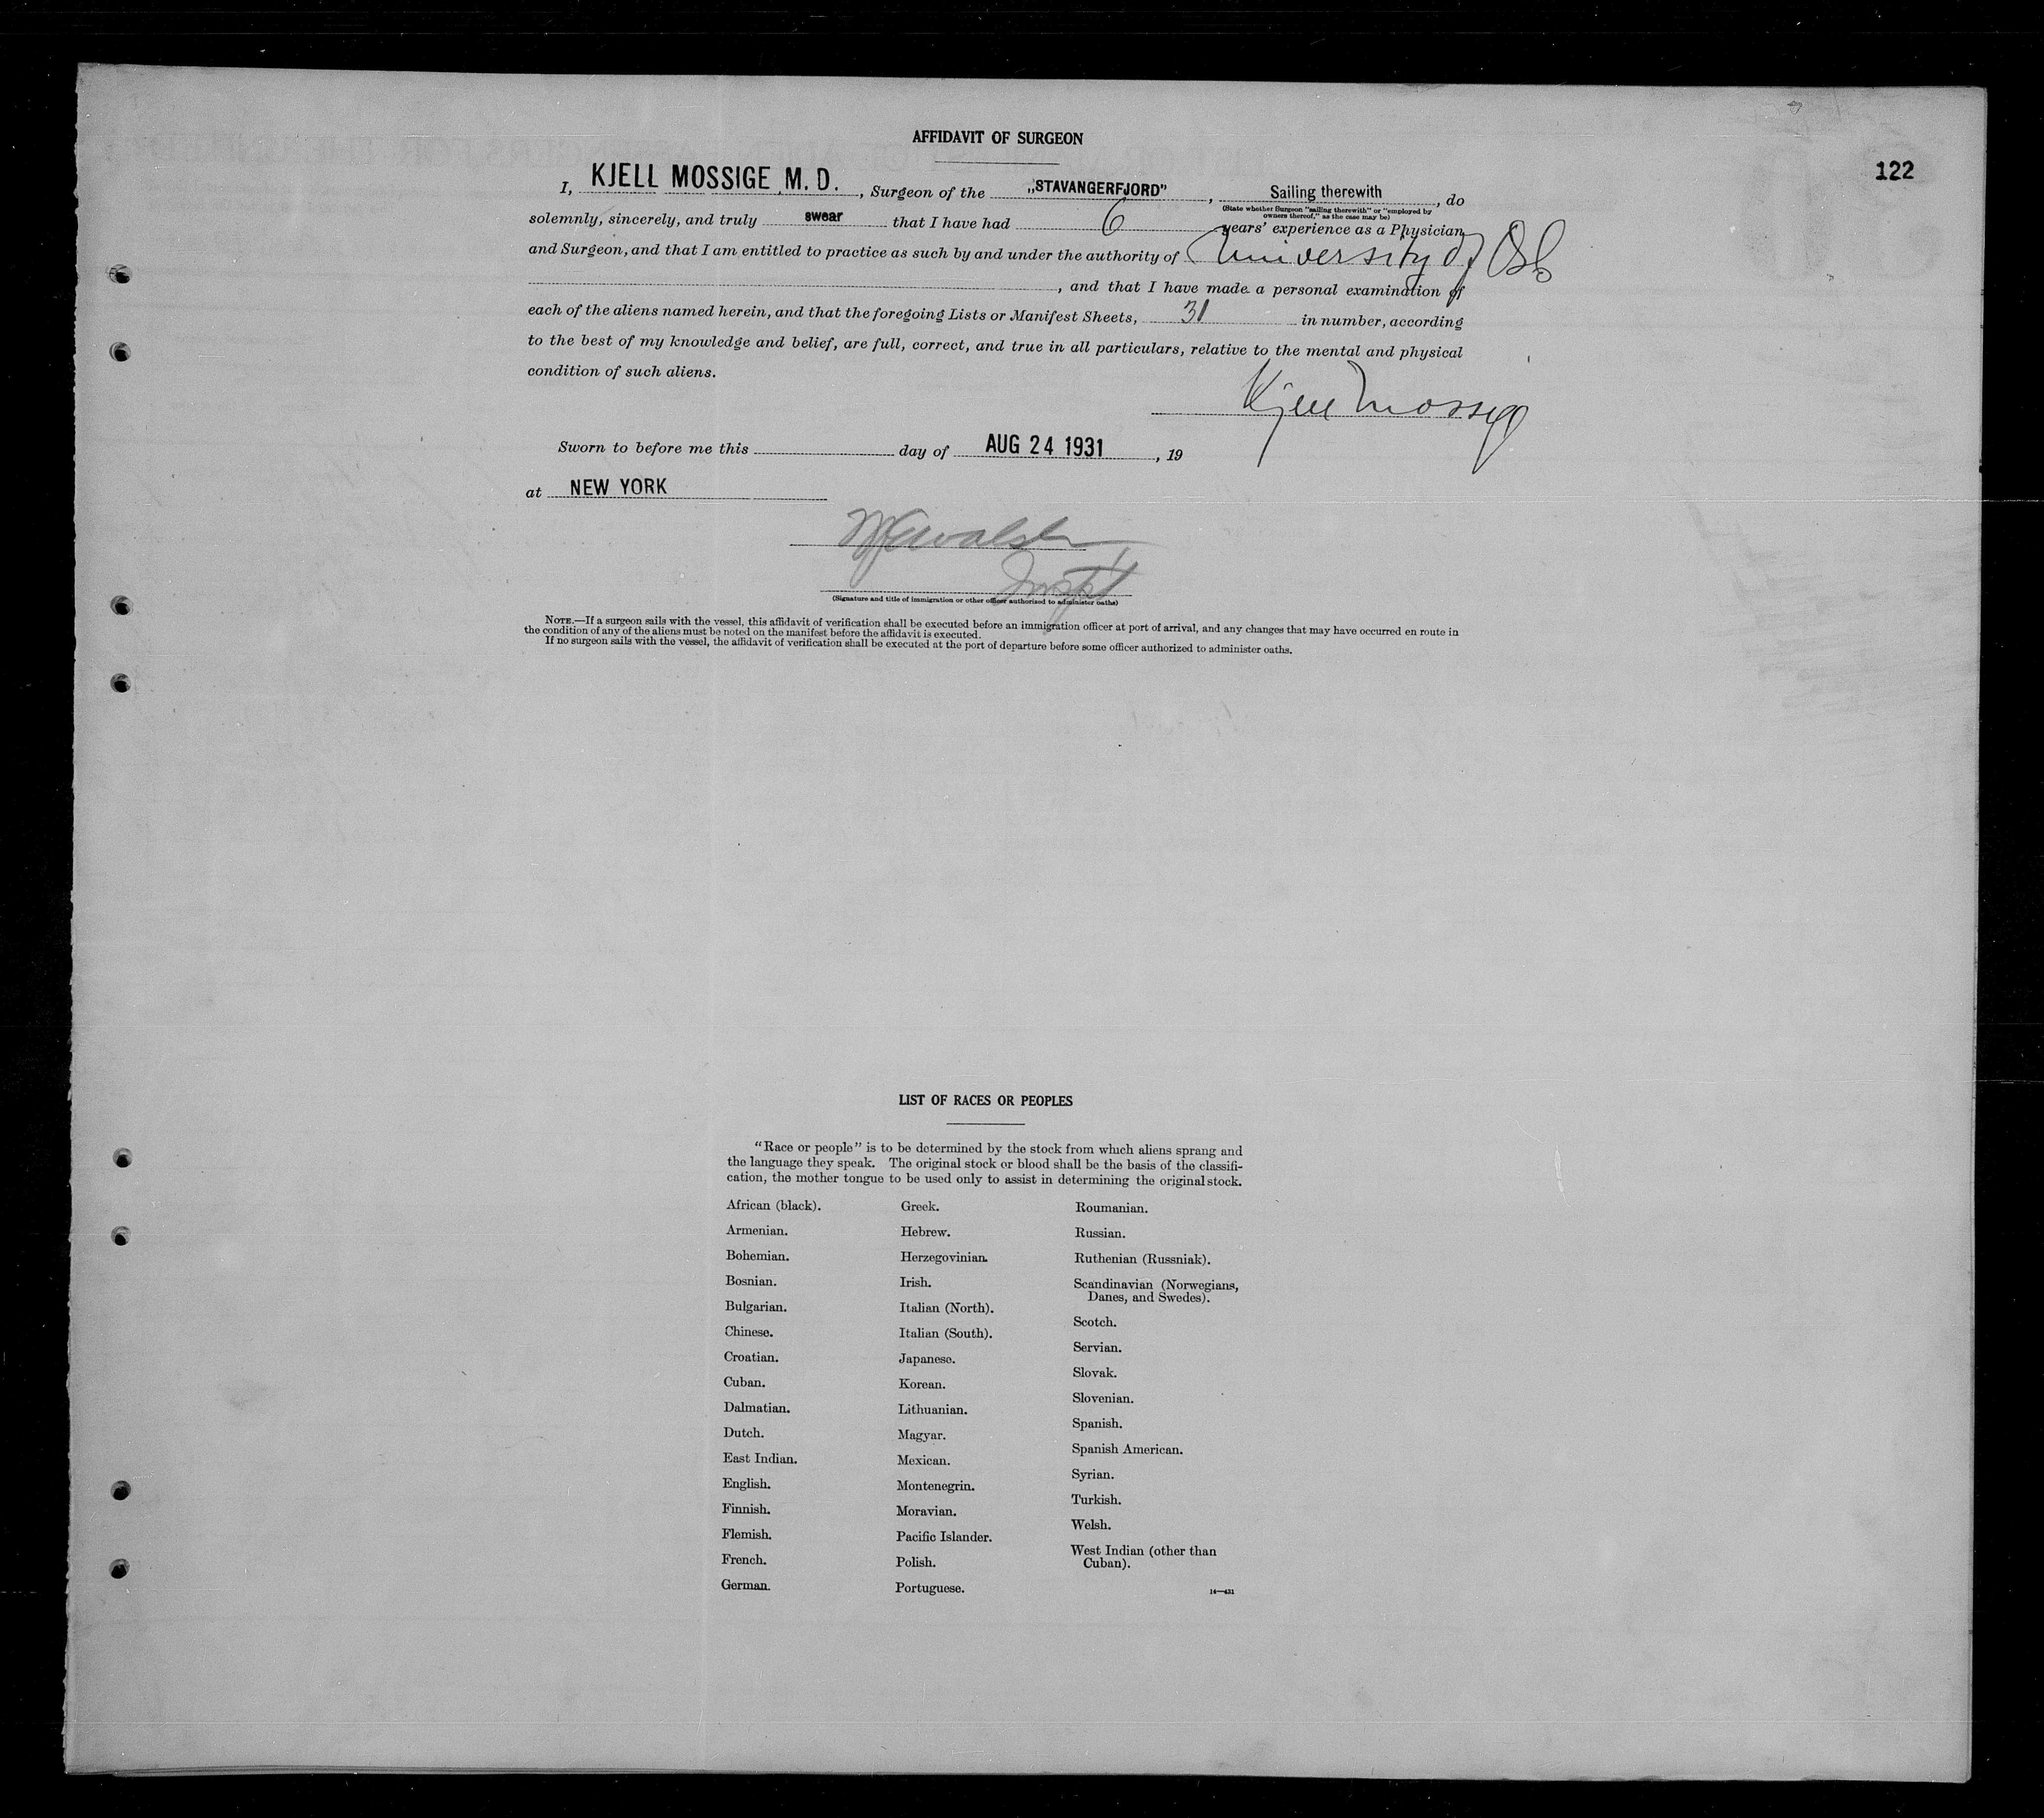 AFFIDAVIT OF SURGEON
122
I, KJELL MOSSIGE M. D. , Surgeon of the „STAVANGERFJORD” , Sailing therewith , do
(State whether Surgeon "sailing therewith" or "employed by
owners thereof," as the case may be)
solemnly, sincerely, and truly swear that I have had 6 years' experience as a Physician
and Surgeon, and that I am entitled to practice as such by and under the authority of University of Oslo
, and that I have made a personal examination of
each of the aliens named herein, and that the foregoing Lists or Manifest Sheets, 31 in number, according
to the best of my knowledge and belief, are full, correct, and true in all particulars, relative to the mental and physical
condition of such aliens.
Kjell Mossige
Sworn to before me this day of AUG 24 1931 , 19
at NEW YORK
Walsh
Inspt
(Signature and title of immigration or other officer authorized to administer oaths)
NOTE.—If a surgeon sails with the vessel, this affidavit of verification shall be executed before an immigration officer at port of arrival, and any changes that may have occurred en route in
the condition of any of the aliens must be noted on the manifest before the affidavit is executed.
If no surgeon sails with the vessel, the affidavit of verification shall be executed at the port of departure before some officer authorized to administer oaths.
LIST OF RACES OR PEOPLES
"Race or people" is to be determined by the stock from which aliens sprang and
the language they speak. The original stock or blood shall be the basis of the classifi-
cation, the mother tongue to be used only to assist in determining the original stock.
African (black).
Armenian.
Bohemian.
Bosnian.
Bulgarian.
Chinese.
Croatian.
Cuban.
Dalmatian.
Dutch.
East Indian.
English.
Finnish.
Flemish.
French.
German.
Greek.
Hebrew.
Herzegovinian.
Irish.
Italian (North).
Italian (South).
Japanese.
Korean.
Lithuanian.
Magyar.
Mexican.
Montenegrin.
Moravian.
Pacific Islander.
Polish.
Portuguese.
Roumanian.
Russian.
Ruthenian (Russniak).
Scandinavian (Norwegians,
Danes, and Swedes).
Scotch.
Servian.
Slovak.
Slovenian.
Spanish.
Spanish American.
Syrian.
Turkish.
Welsh.
West Indian (other than
Cuban).
14—431